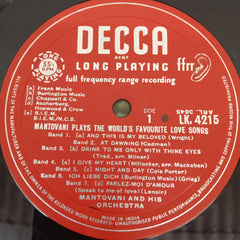 DECCA
LONG PLAYING
ffrr
full frequency range recording
[a] Frank Music
[b] Burlington Music
[c] Chappell & Co.
[d] Ascherberg,
Hopwood & Crew
[e] B.I.E.M.
B.I.E.M./N.C.B.
SIDE
1
LK. 4215
ARL. 3645
MANTOVANI PLAYS THE WORLD'S FAVOURITE LOVE SONGS
Band 1. [a] AND THIS IS MY BELOVED (Wright)
Band 2. AT DAWNING (Cadman)
Band 3. [b] DRINK TO ME ONLY WITH THINE EYES
(Trad., arr. Milner)
Band 4. [c] I GIVE MY HEART (Millocker, arr. Mackeben)
Band 5. [c] NIGHT AND DAY (Cole Porter)
Band 6. ICH LIEBE DICH (Burlington Music) (Grieg)
Band 7. [d] PARLEZ-MOI D'AMOUR
(Speak to me of love) (Lenoir)
MANTOVANI AND HIS
ORCHESTRA
MADE IN INDIA